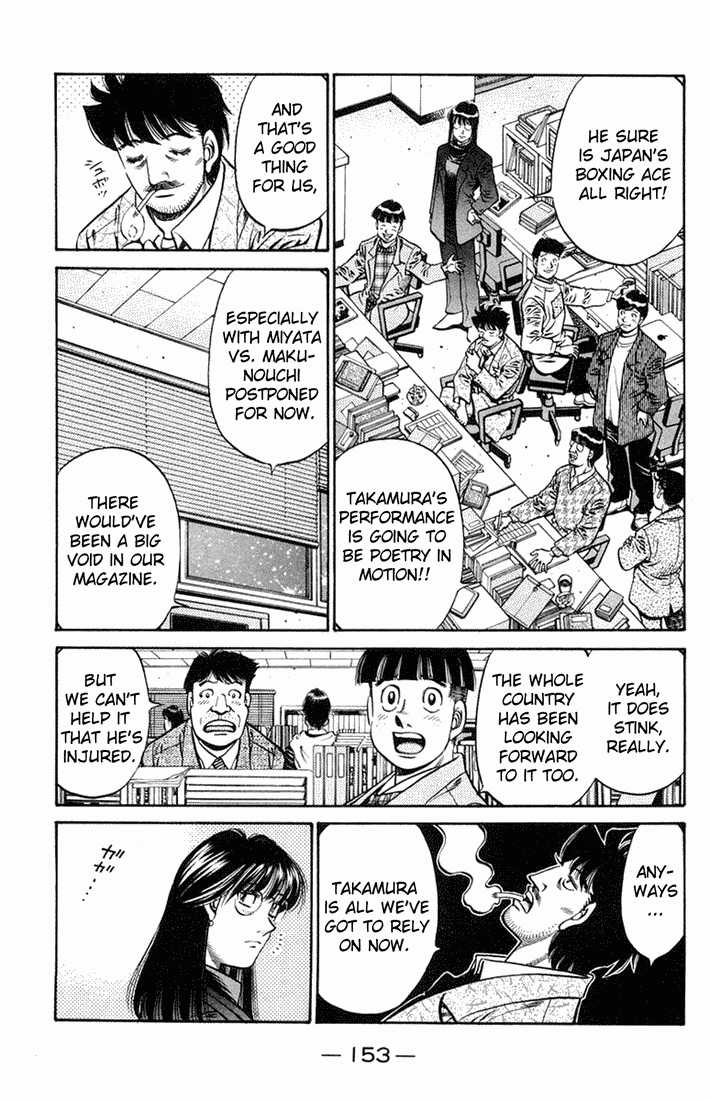 HE SURE
IS JAPAN'S
BOXING ACE
ALL RIGHT!
TAKAMURA'S
PERFORMANCE
IS GOING TO
BE POETRY IN
MOTION!!
AND
THAT'S
A GOOD
THING
FOR US,
ESPECIALLY
WITH MIYATA
VS. MAKU-
NOUCHI
POSTPONED
FOR NOW.
THERE
WOULD'VE
BEEN A BIG
VOID IN OUR
MAGAZINE.
YEAH,
IT DOES
STINK,
REALLY.
THE WHOLE
COUNTRY
HAS BEEN
LOOKING
FORWARD
TO IT TOO.
BUT
WE CAN'T
HELP IT
THAT HE'S
INJURED.
ANY-
WAYS
...
TAKAMURA
IS ALL WE'VE
GOT TO RELY
ON NOW.
— 153 —